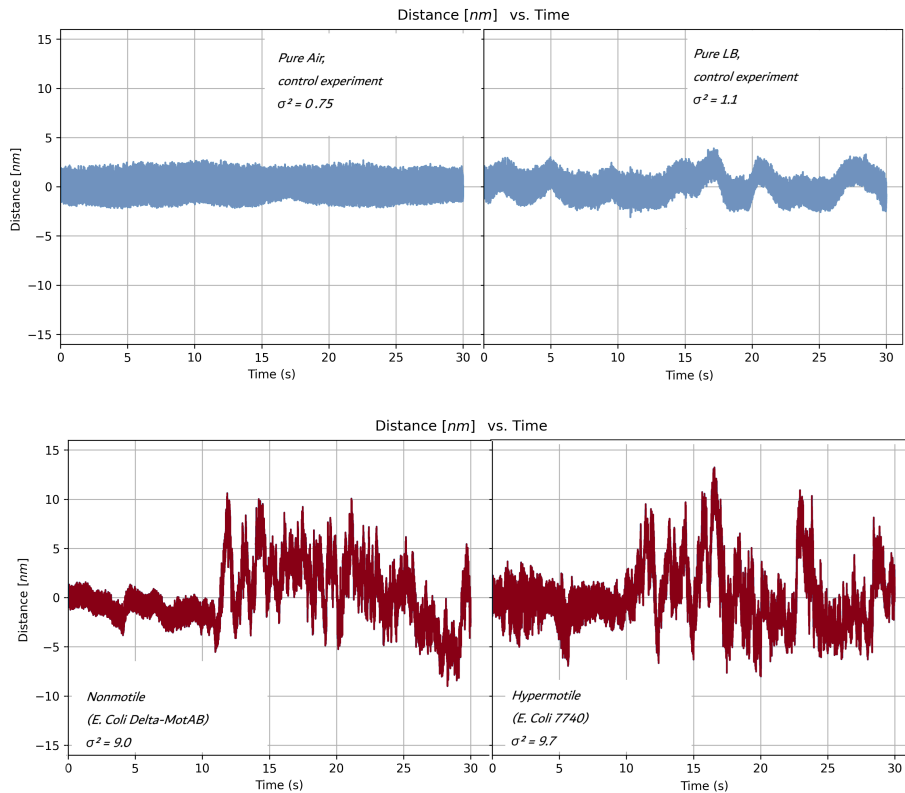 Distance [nm]   vs. Time
Pure Air,
control experiment
σ² = 0.75
Pure LB,
control experiment
σ² = 1.1
Distance [nm]
15
10
5
0
−5
−10
−15
0 5 10 15 20 25 30
0 5 10 15 20 25 30
Time (s)
Time (s)
Distance [nm]   vs. Time
Distance [nm]
15
10
5
0
−5
−10
−15
Nonmotile
(E. Coli Delta-MotAB)
σ² = 9.0
Hypermotile
(E. Coli 7740)
σ² = 9.7
0 5 10 15 20 25 30
0 5 10 15 20 25 30
Time (s)
Time (s)